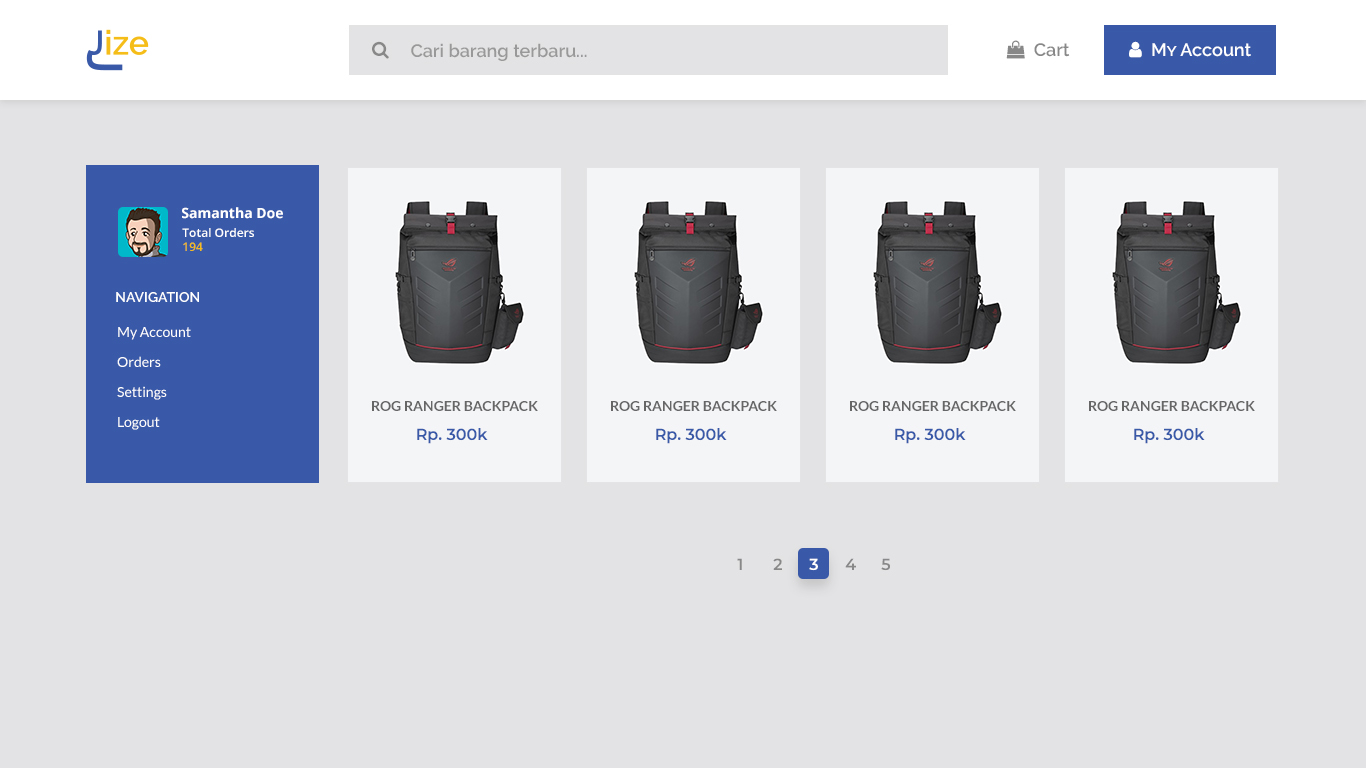 Jize
Cari barang terbaru...
Cart
My Account
Samantha Doe
Total Orders
194
NAVIGATION
My Account
Orders
Settings
Logout
ROG RANGER BACKPACK
Rp. 300k
ROG RANGER BACKPACK
Rp. 300k
ROG RANGER BACKPACK
Rp. 300k
ROG RANGER BACKPACK
Rp. 300k
1 2 3 4 5